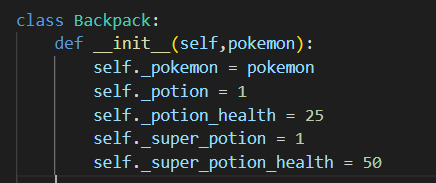 class Backpack:
    def __init__(self,pokemon):
        self._pokemon = pokemon
        self._potion = 1
        self._potion_health = 25
        self._super_potion = 1
        self._super_potion_health = 50